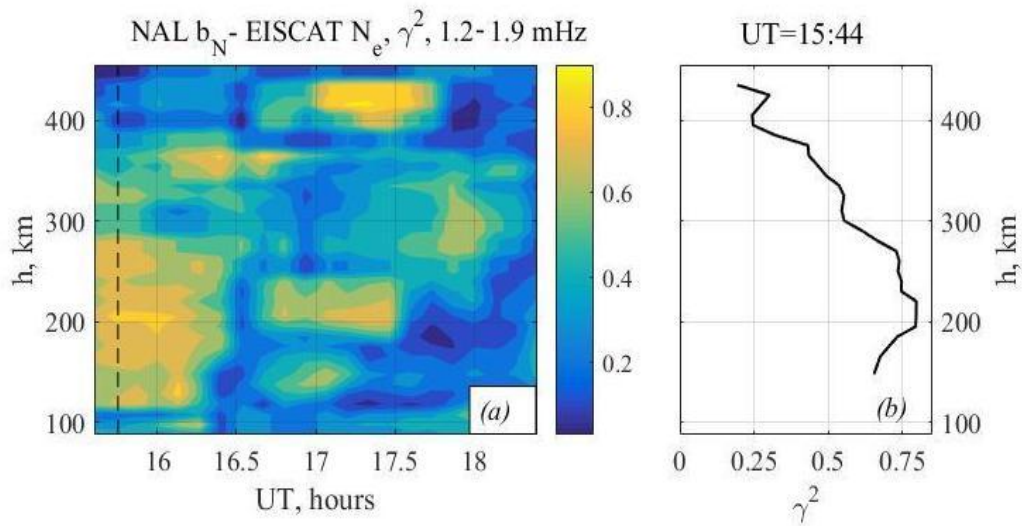 NAL b_N- EISCAT N_e, γ^2, 1.2-1.9 mHz
UT=15:44
400
300
200
100
h, km
16
16.5
17
17.5
18
UT, hours
0.8
0.6
0.4
0.2
(a)
400
300
200
100
h, km
0
0.25
0.5
0.75
γ^2
(b)